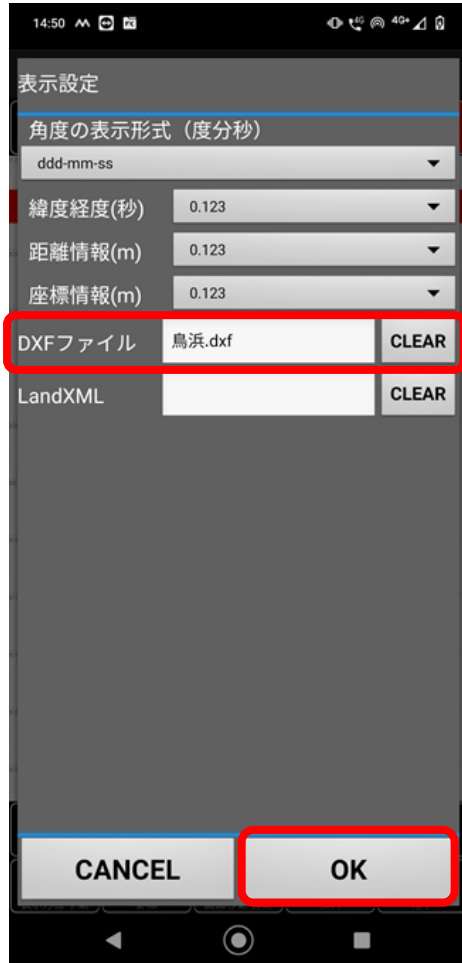 14:50 4G 4G+
表示設定
角度の表示形式（度分秒）
ddd-mm-ss
緯度経度(秒) 0.123
距離情報(m) 0.123
座標情報(m) 0.123
DXFファイル 鳥浜.dxf CLEAR
LandXML CLEAR
CANCEL OK